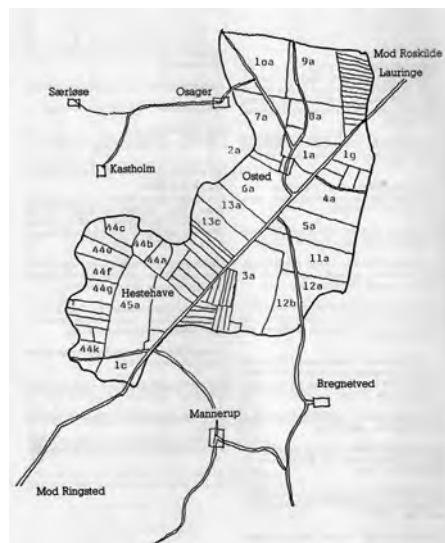 10a
9a
Mod Roskilde
Lauringe
Særløse
Osager
7a
8a
2a
1a
1g
Kastholm
Osted
6a
4a
13a
13c
5a
44c
44b
44e
44a
11a
44f
3a
12a
44g
Hestehave
45a
12b
44k
1c
Bregnetved
Mannerup
Mod Ringsted